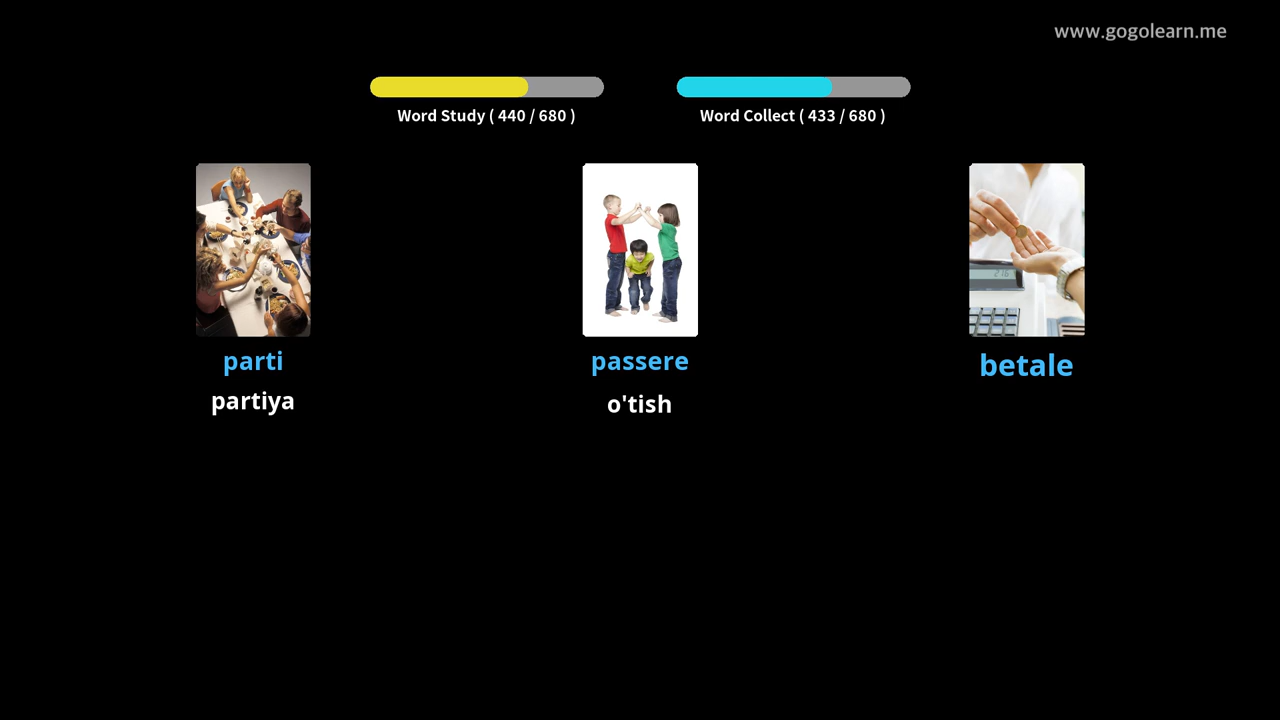 www.gogolearn.me
Word Study ( 440 / 680 )
Word Collect ( 433 / 680 )
parti
partiya
passere
o'tish
betale